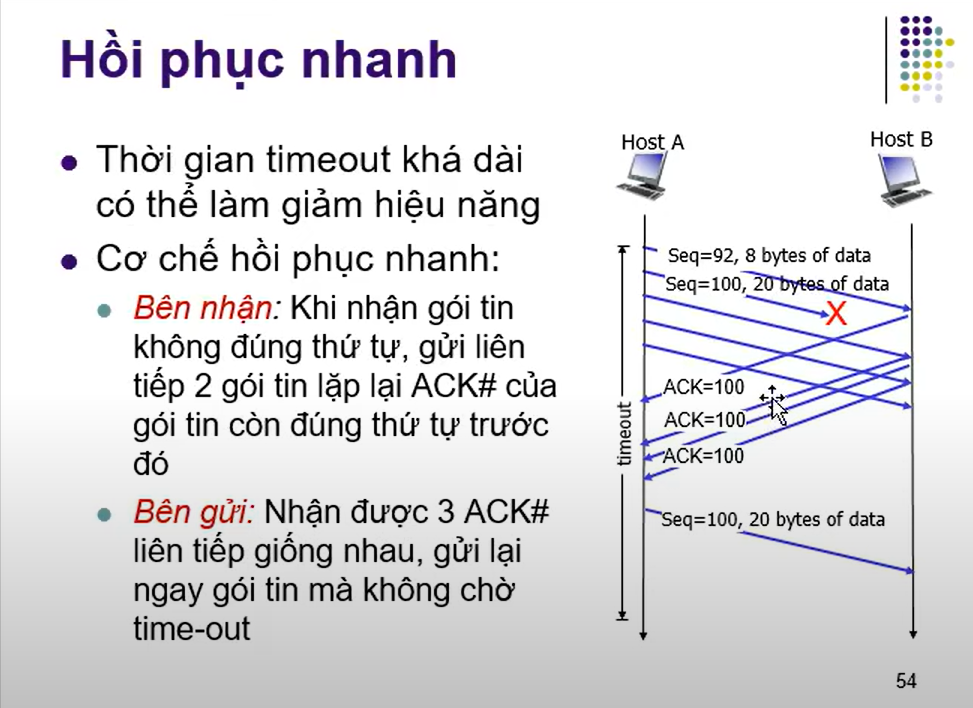 Hồi phục nhanh
Thời gian timeout khá dài
có thể làm giảm hiệu năng
Cơ chế hồi phục nhanh:
Bên nhận: Khi nhận gói tin
không đúng thứ tự, gửi liên
tiếp 2 gói tin lặp lại ACK# của
gói tin còn đúng thứ tự trước
đó
Bên gửi: Nhận được 3 ACK#
liên tiếp giống nhau, gửi lại
ngay gói tin mà không chờ
time-out
Host A
Host B
Seq=92, 8 bytes of data
Seq=100, 20 bytes of data
X
ACK=100
ACK=100
ACK=100
timeout
Seq=100, 20 bytes of data
54